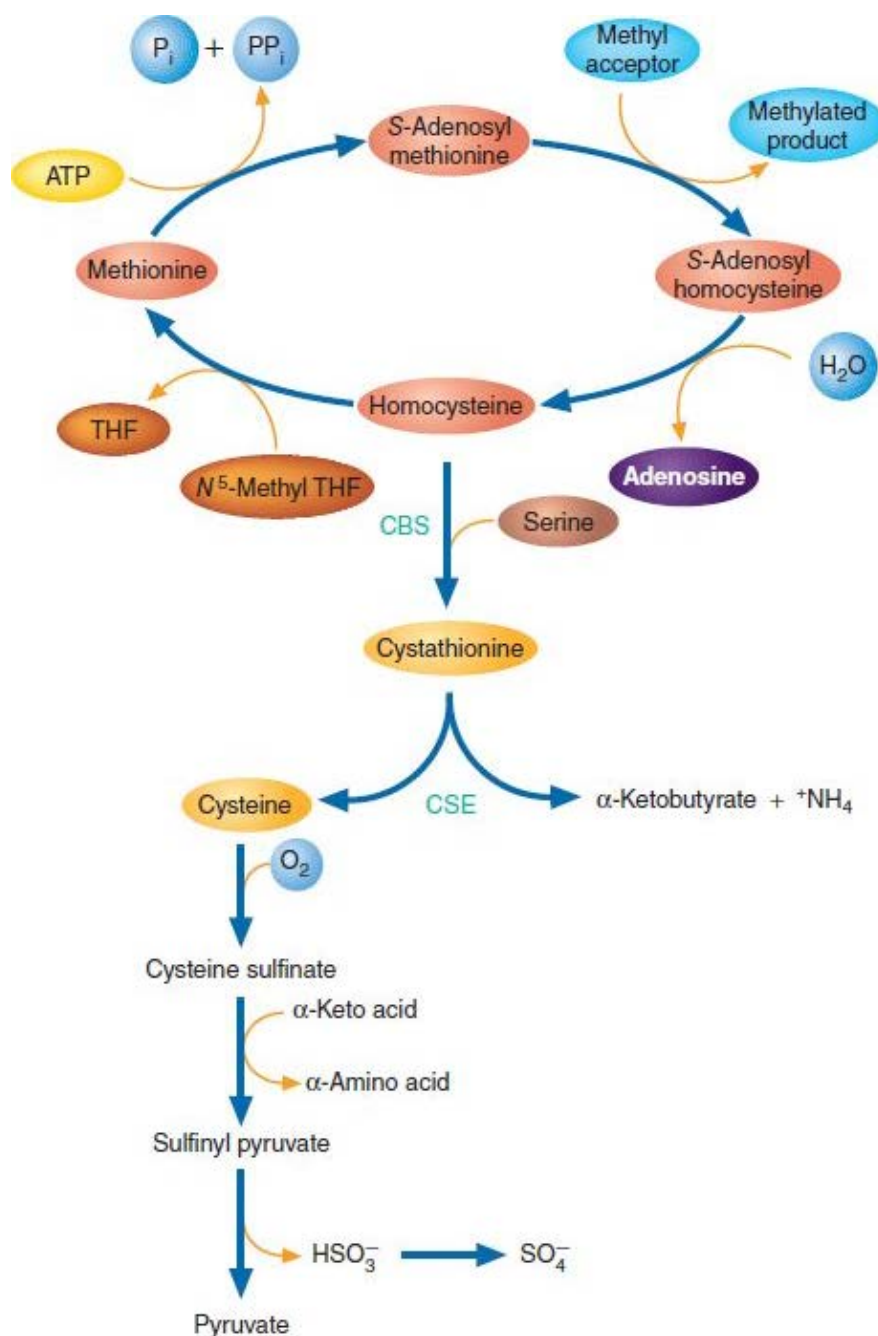 Pi + PPi
Methyl
acceptor
S-Adenosyl
methionine
Methylated
product
ATP
Methionine
S-Adenosyl
homocysteine
H2O
Homocysteine
THF
N5-Methyl THF
Adenosine
CBS
Serine
Cystathionine
Cysteine
CSE
α-Ketobutyrate + +NH4
O2
Cysteine sulfinate
α-Keto acid
α-Amino acid
Sulfinyl pyruvate
HSO3−
SO4−
Pyruvate